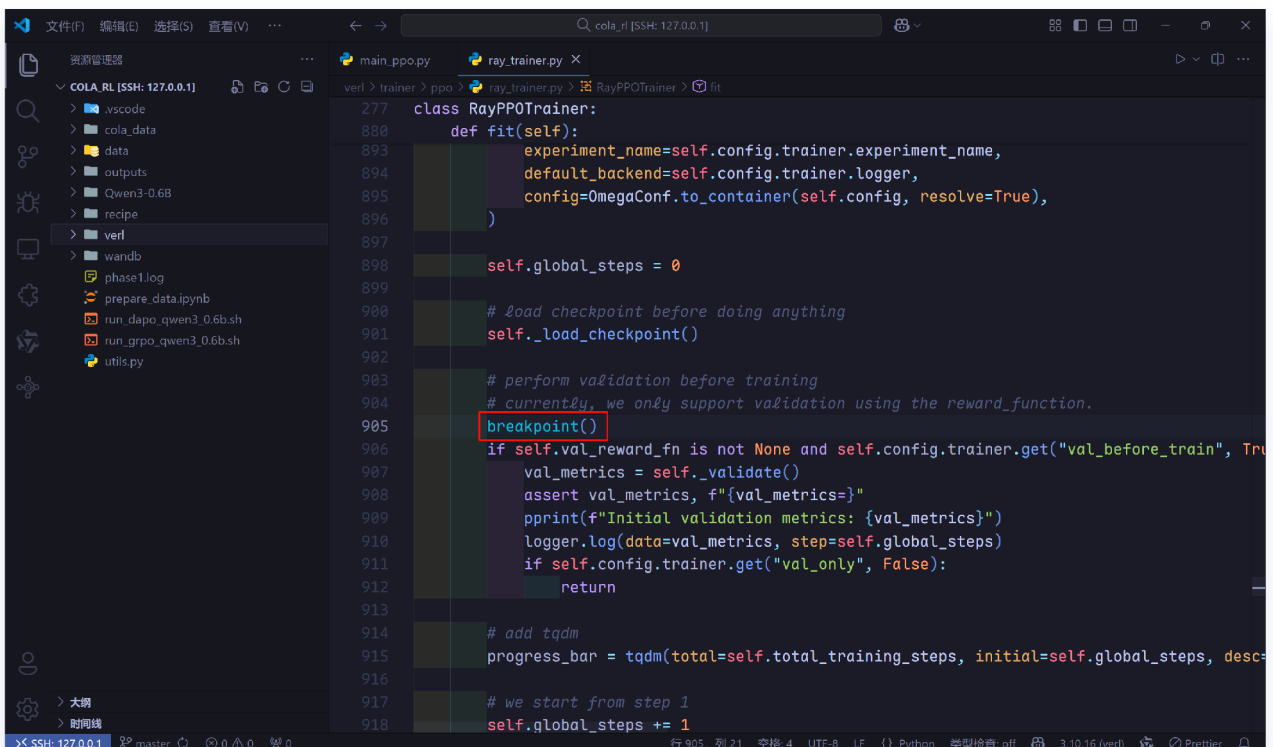 文件(F) 编辑(E) 选择(S) 查看(V) ··· cola_rl [SSH: 127.0.0.1]
资源管理器 ···
COLA_RL [SSH: 127.0.0.1]
.vscode
cola_data
data
outputs
Qwen3-0.6B
recipe
verl
wandb
phase1.log
prepare_data.ipynb
run_dapo_qwen3_0.6b.sh
run_grpo_qwen3_0.6b.sh
utils.py
大纲
时间线
main_ppo.py ray_trainer.py
verl > trainer > ppo > ray_trainer.py > RayPPOTrainer > fit
277 class RayPPOTrainer:
880 def fit(self):
893 experiment_name=self.config.trainer.experiment_name,
894 default_backend=self.config.trainer.logger,
895 config=OmegaConf.to_container(self.config, resolve=True),
896 )
897
898 self.global_steps = 0
899
900 # load checkpoint before doing anything
901 self._load_checkpoint()
902
903 # perform validation before training
904 # currently, we only support validation using the reward_function.
905 breakpoint()
906 if self.val_reward_fn is not None and self.config.trainer.get("val_before_train", Tru
907 val_metrics = self._validate()
908 assert val_metrics, f"{val_metrics=}"
909 pprint(f"Initial validation metrics: {val_metrics}")
910 logger.log(data=val_metrics, step=self.global_steps)
911 if self.config.trainer.get("val_only", False):
912 return
913
914 # add tqdm
915 progress_bar = tqdm(total=self.total_training_steps, initial=self.global_steps, desc=
916
917 # we start from step 1
918 self.global_steps += 1
SSH: 127.0.0.1 master 0 0 0 行 905, 列 21 空格: 4 UTF-8 LF {} Python 类型检查: off 3.10.16 (verl) Prettier